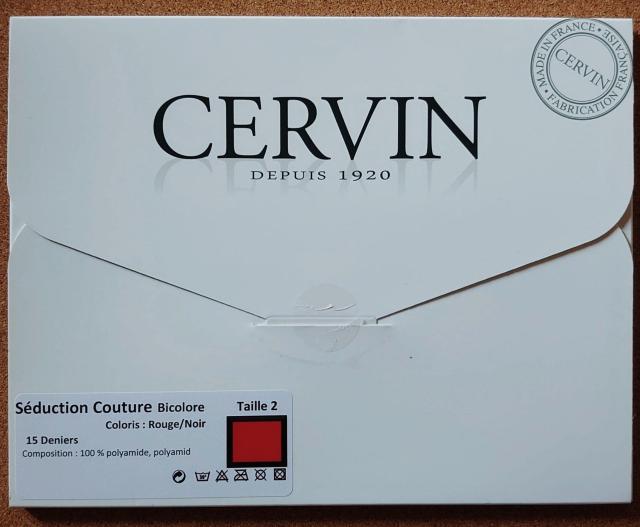 MADE IN FRANCE • FABRICATION FRANÇAISE •
CERVIN
CERVIN
DEPUIS 1920
Séduction Couture Bicolore
Taille 2
Coloris : Rouge/Noir
15 Deniers
Composition : 100 % polyamide, polyamid